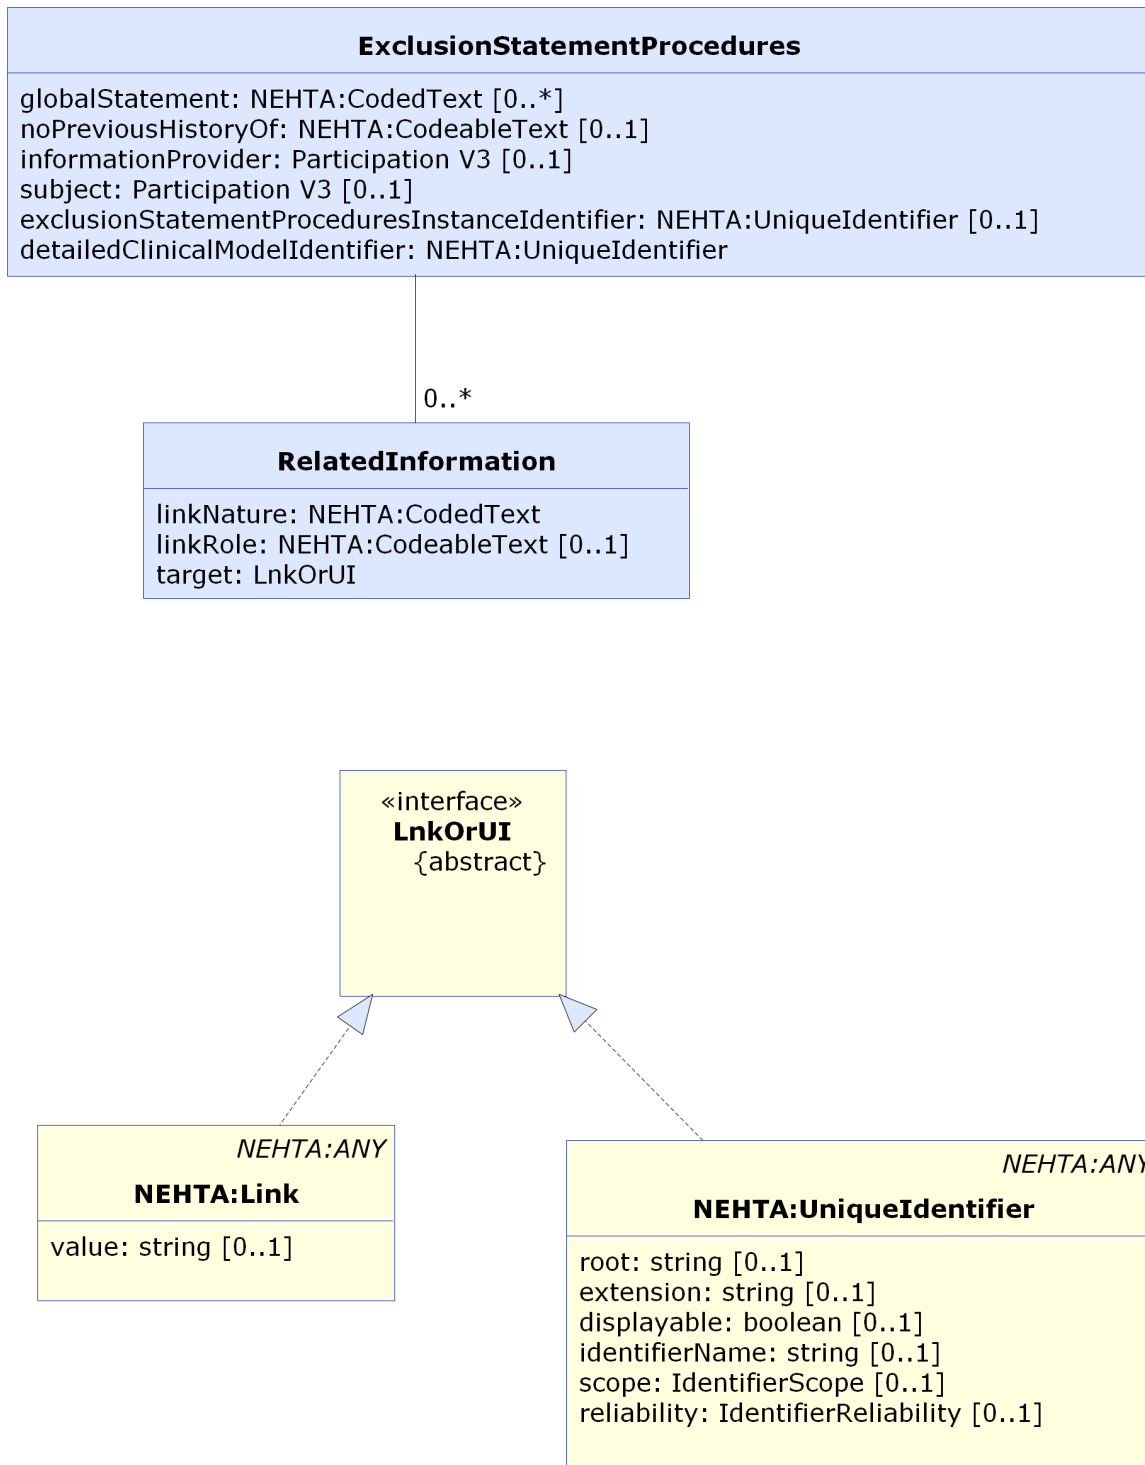 ExclusionStatementProcedures
globalStatement: NEHTA:CodedText [0..*]
noPreviousHistoryOf: NEHTA:CodeableText [0..1]
informationProvider: Participation V3 [0..1]
subject: Participation V3 [0..1]
exclusionStatementProceduresInstanceIdentifier: NEHTA:UniqueIdentifier [0..1]
detailedClinicalModelIdentifier: NEHTA:UniqueIdentifier
0..*
RelatedInformation
linkNature: NEHTA:CodedText
linkRole: NEHTA:CodeableText [0..1]
target: LnkOrUI
«interface»
LnkOrUI
{abstract}
NEHTA:ANY
NEHTA:Link
value: string [0..1]
NEHTA:ANY
NEHTA:UniqueIdentifier
root: string [0..1]
extension: string [0..1]
displayable: boolean [0..1]
identifierName: string [0..1]
scope: IdentifierScope [0..1]
reliability: IdentifierReliability [0..1]